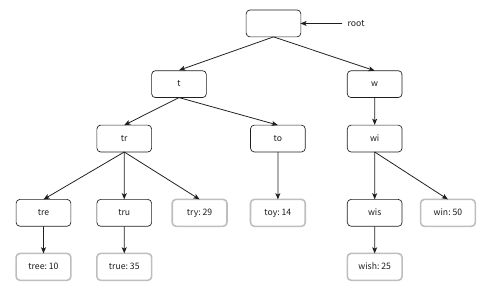 root
t
w
tr
to
wi
tre
tru
try: 29
toy: 14
wis
win: 50
tree: 10
true: 35
wish: 25